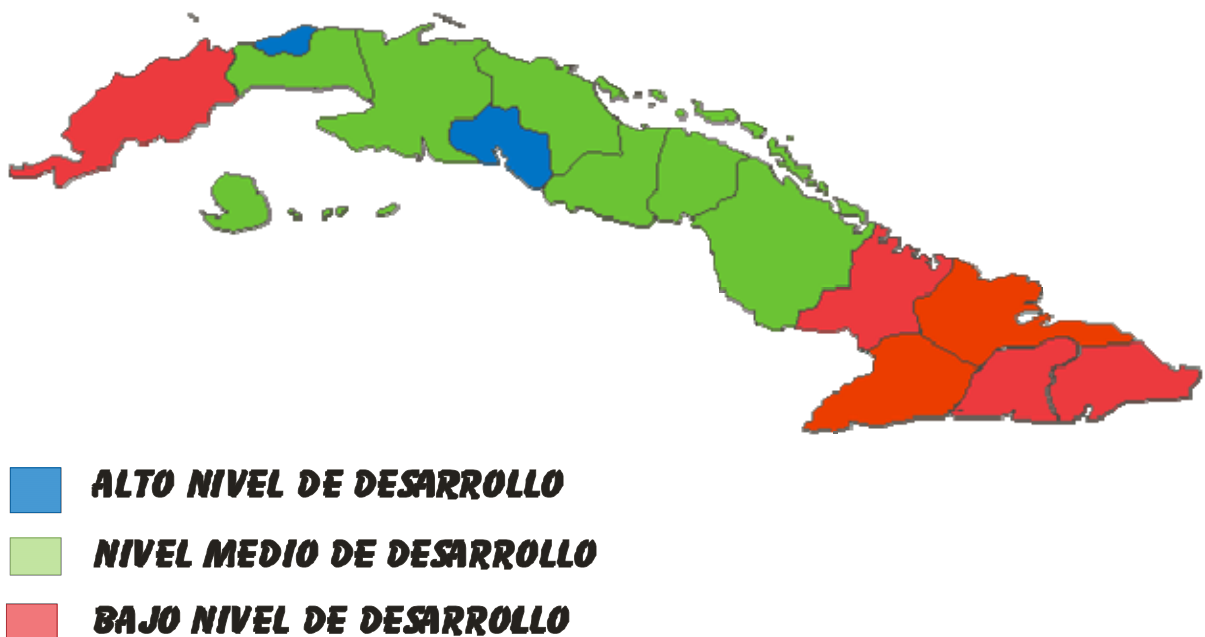 ALTO NIVEL DE DESARROLLO
NIVEL MEDIO DE DESARROLLO
BAJO NIVEL DE DESARROLLO